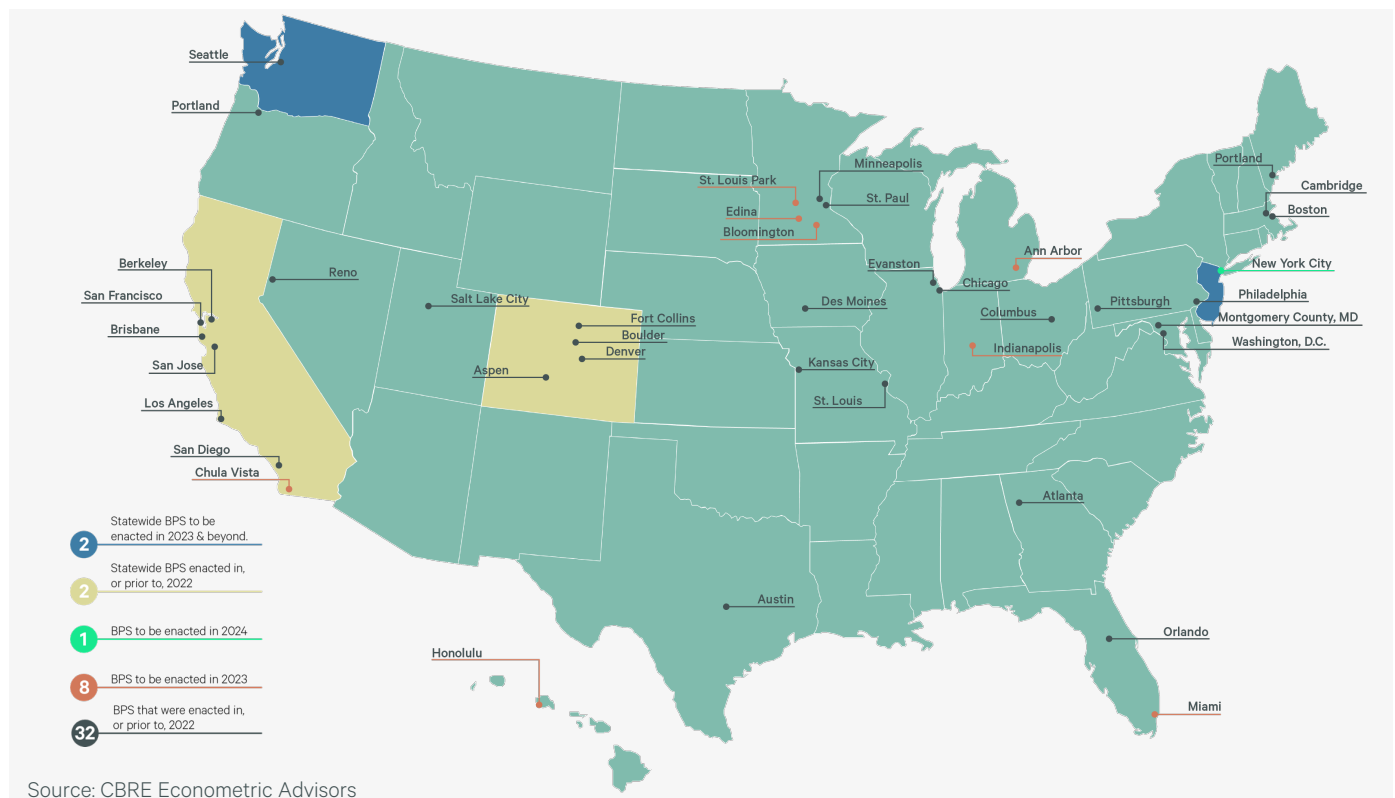 Seattle
Portland
Minneapolis
St. Louis Park
St. Paul
Edina
Bloomington
Portland
Cambridge
Boston
Ann Arbor
New York City
Evanston
Chicago
Berkeley
Reno
San Francisco
Salt Lake City
Brisbane
San Jose
Fort Collins
Boulder
Denver
Aspen
Des Moines
Columbus
Pittsburgh
Philadelphia
Montgomery County, MD
Washington, D.C.
Indianapolis
Kansas City
St. Louis
Los Angeles
San Diego
Chula Vista
Atlanta
Austin
Orlando
Miami
Honolulu
Statewide BPS to be
enacted in 2023 & beyond.
2
Statewide BPS enacted in,
or prior to, 2022
2
BPS to be enacted in 2024
1
BPS to be enacted in 2023
8
BPS that were enacted in,
or prior to, 2022
32
Source: CBRE Econometric Advisors